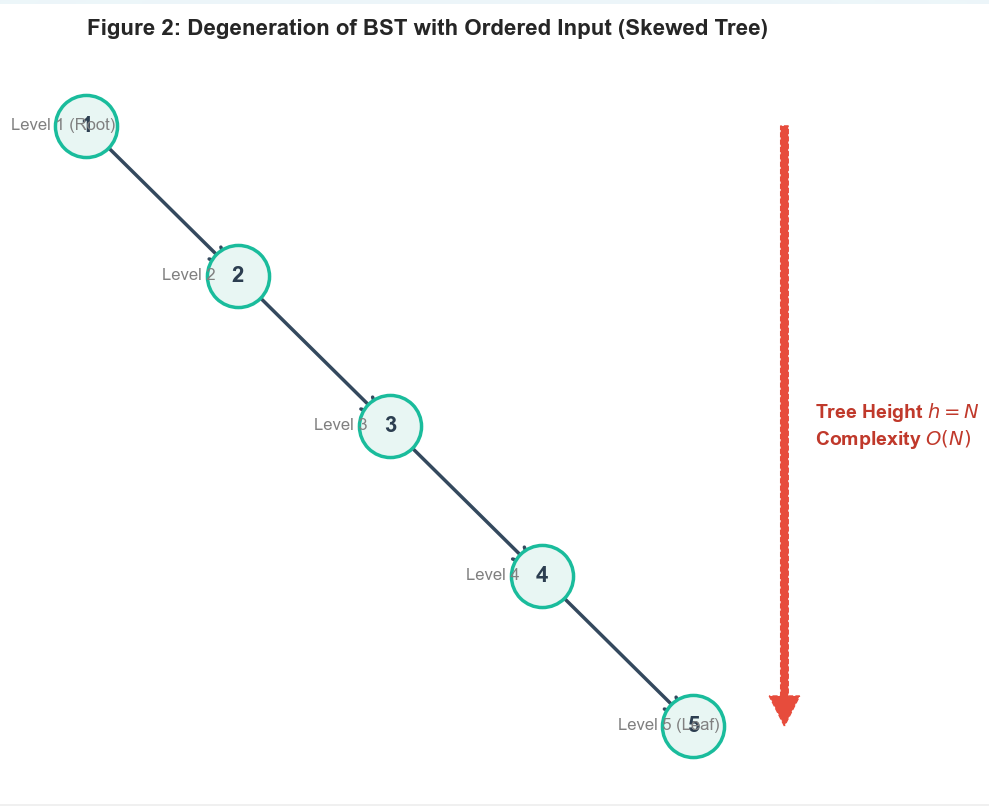 Figure 2: Degeneration of BST with Ordered Input (Skewed Tree)
Level 1 (Root)
1
Level 2
2
Level 3
3
Tree Height h = N
Complexity O(N)
Level 4
4
Level 5 (Leaf)
5